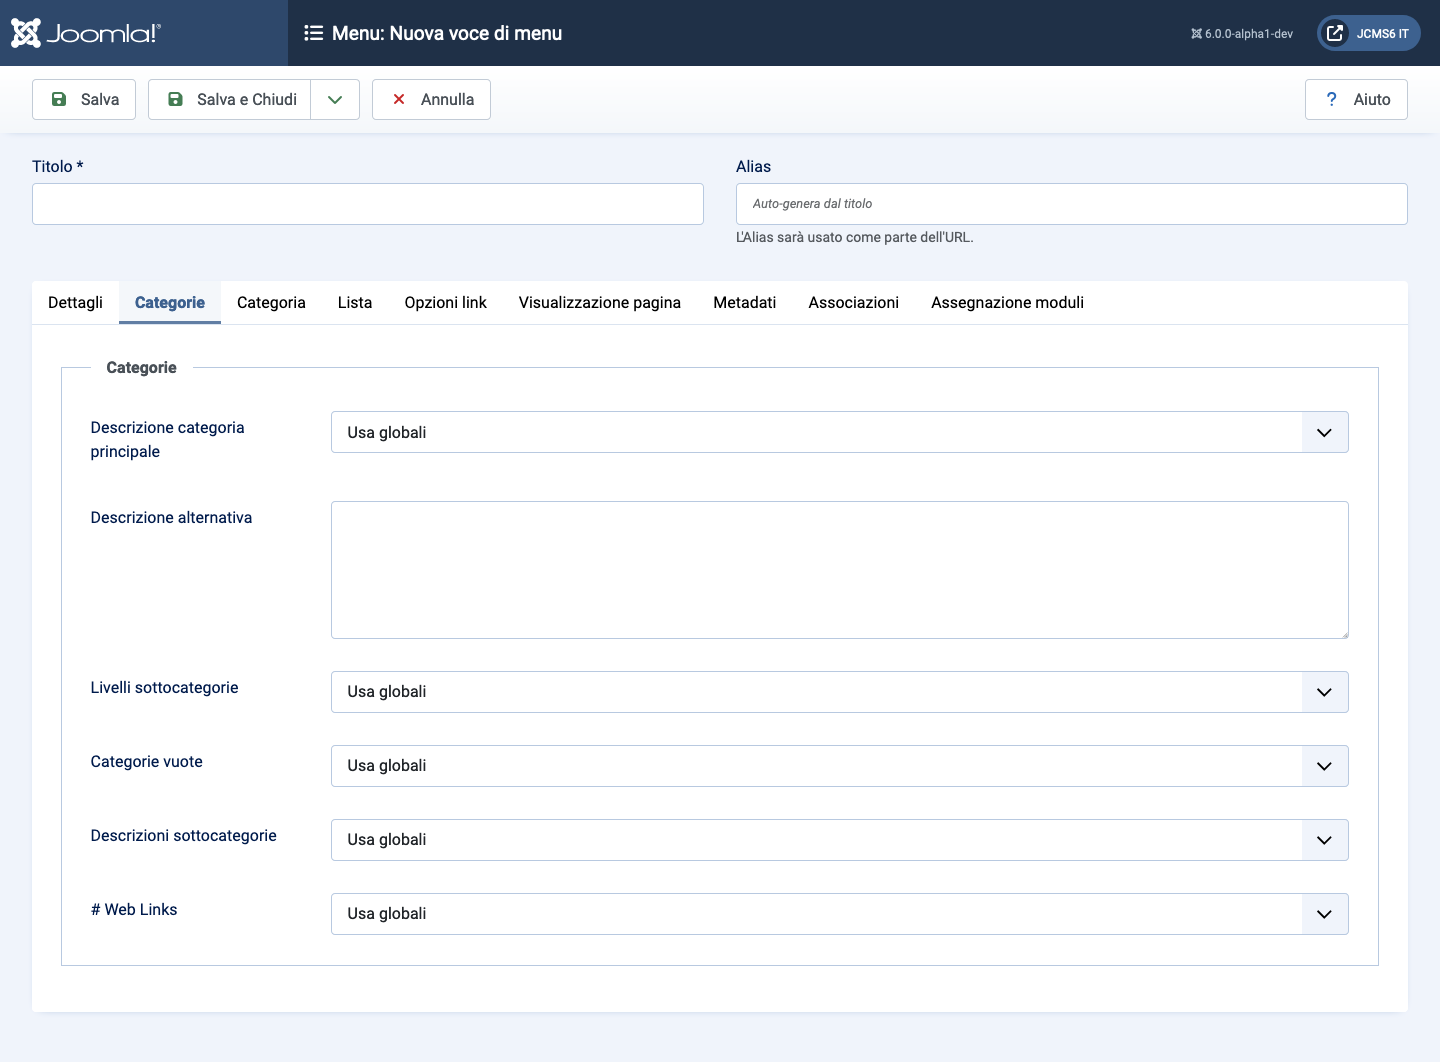 Joomla!®
Menu: Nuova voce di menu
6.0.0-alpha1-dev
JCMS6 IT
Salva
Salva e Chiudi
Annulla
? Aiuto
Titolo *
Alias
Auto-genera dal titolo
L'Alias sarà usato come parte dell'URL.
Dettagli
Categorie
Categoria
Lista
Opzioni link
Visualizzazione pagina
Metadati
Associazioni
Assegnazione moduli
Categorie
Descrizione categoria
principale
Usa globali
Descrizione alternativa
Livelli sottocategorie
Usa globali
Categorie vuote
Usa globali
Descrizioni sottocategorie
Usa globali
# Web Links
Usa globali